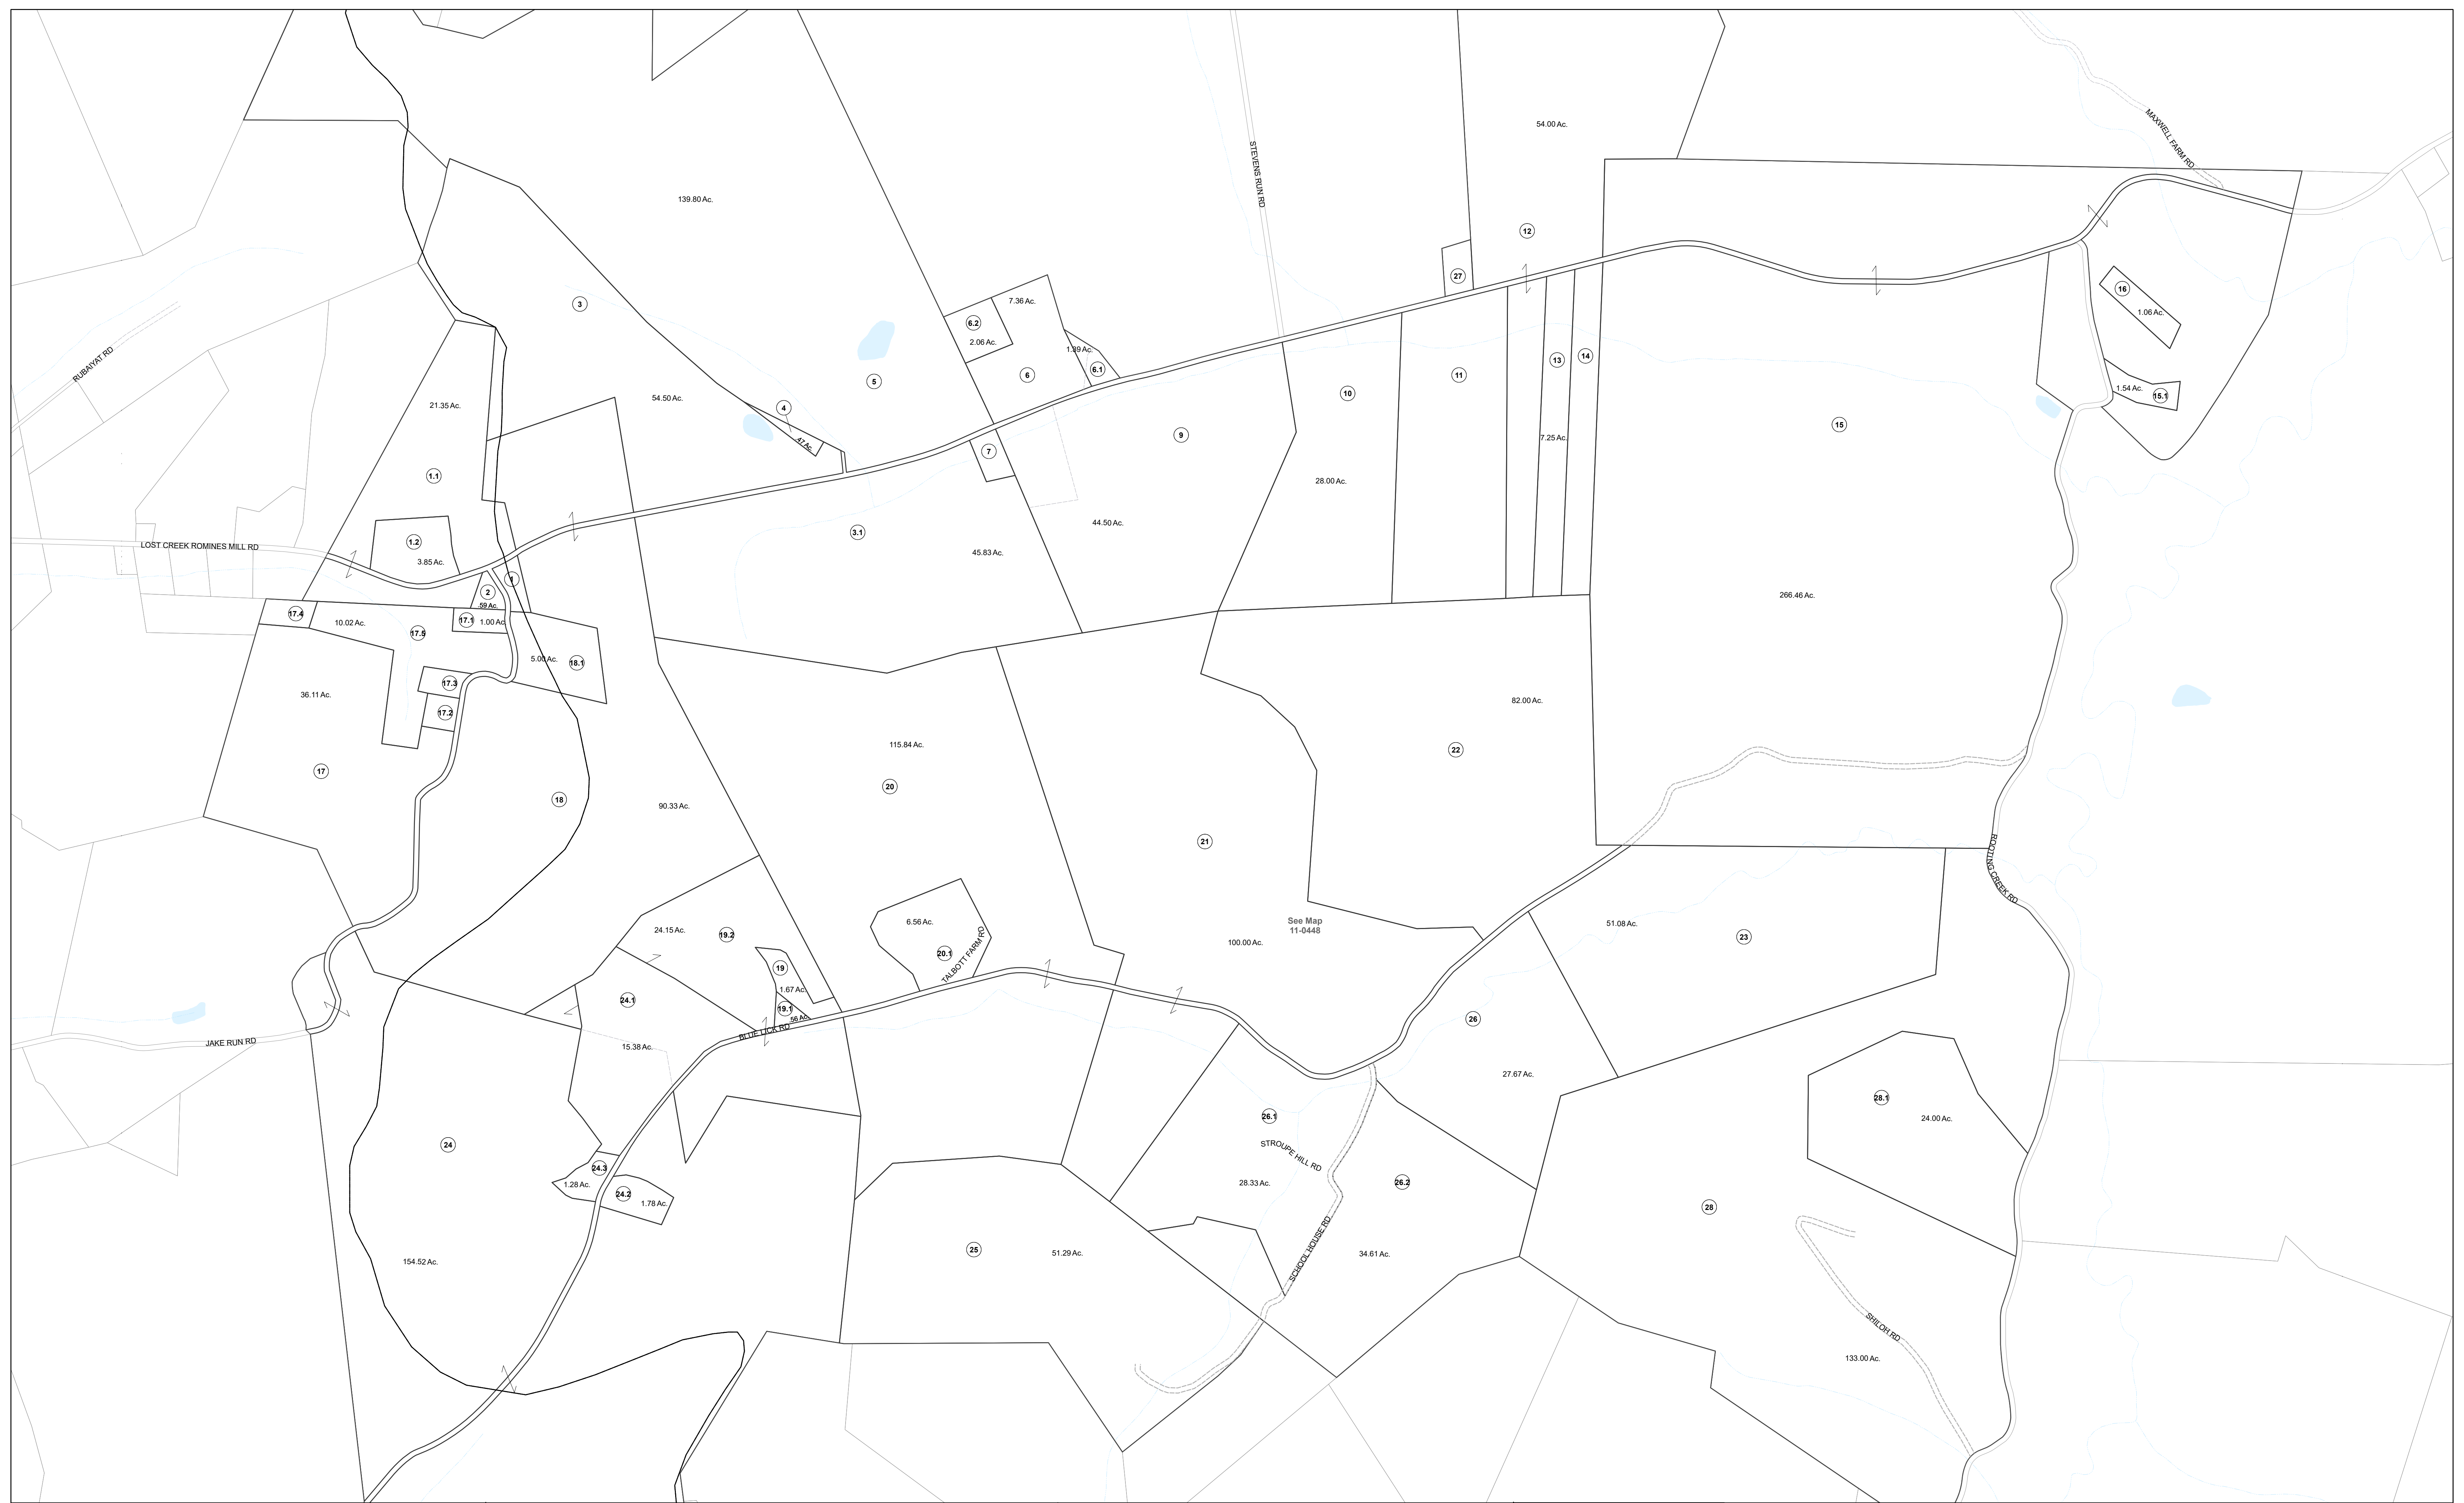 54.00 Ac.
MAXWELL FARM RD
STEVENS RUN RD
139.80 Ac.
12
27
16
1.06 Ac.
3
7.36 Ac.
6.2
2.06 Ac.
1.39 Ac.
6.1
6
5
RUBAIYAT RD
13
14
11
10
1.54 Ac.
15.1
21.35 Ac.
54.50 Ac.
4
.47 Ac.
15
9
7.25 Ac.
7
1.1
28.00 Ac.
44.50 Ac.
3.1
LOST CREEK ROMINES MILL RD
1.2
3.85 Ac.
45.83 Ac.
1
2
.59 Ac.
266.46 Ac.
17.4
10.02 Ac.
17.1
1.00 Ac.
17.5
5.00 Ac.
18.1
17.3
36.11 Ac.
17.2
82.00 Ac.
115.84 Ac.
22
17
20
18
90.33 Ac.
21
ROOTING CREEK RD
6.56 Ac.
See Map
11-0448
51.08 Ac.
24.15 Ac.
19.2
23
100.00 Ac.
20.1
TALBOTT FARM RD
19
1.67 Ac.
24.1
19.1
.56 Ac.
BLUE LICK RD
26
JAKE RUN RD
15.38 Ac.
27.67 Ac.
28.1
24.00 Ac.
26.1
24
STROUPE HILL RD
24.3
1.28 Ac.
28.33 Ac.
26.2
24.2
1.78 Ac.
28
25
51.29 Ac.
SCHOOL HOUSE RD
34.61 Ac.
154.52 Ac.
SHILOH RD
133.00 Ac.